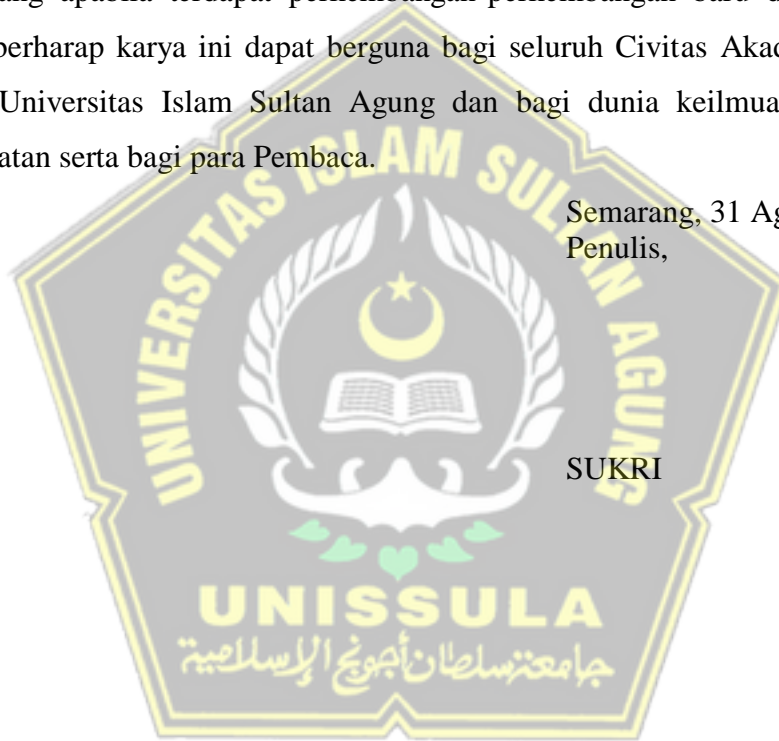 ang apabila terdapat perkembangan-perkembangan baru d
berharap karya ini dapat berguna bagi seluruh Civitas Akad
Universitas Islam Sultan Agung dan bagi dunia keilmua
atan serta bagi para Pembaca.
Semarang, 31 Ag
Penulis,
SUKRI
UNIVERSITAS ISLAM SULTAN AGUNG
UNISSULA
جامعة سلطان أجونج الإسلامية